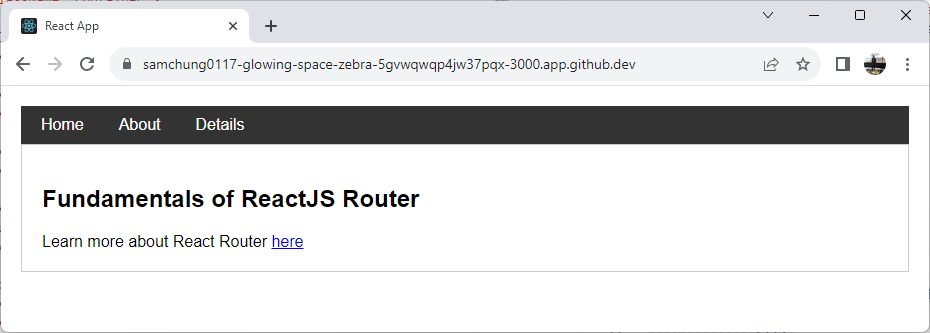 React App
samchung0117-glowing-space-zebra-5gvwqwqp4jw37pqx-3000.app.github.dev
Home About Details
Fundamentals of ReactJS Router
Learn more about React Router here